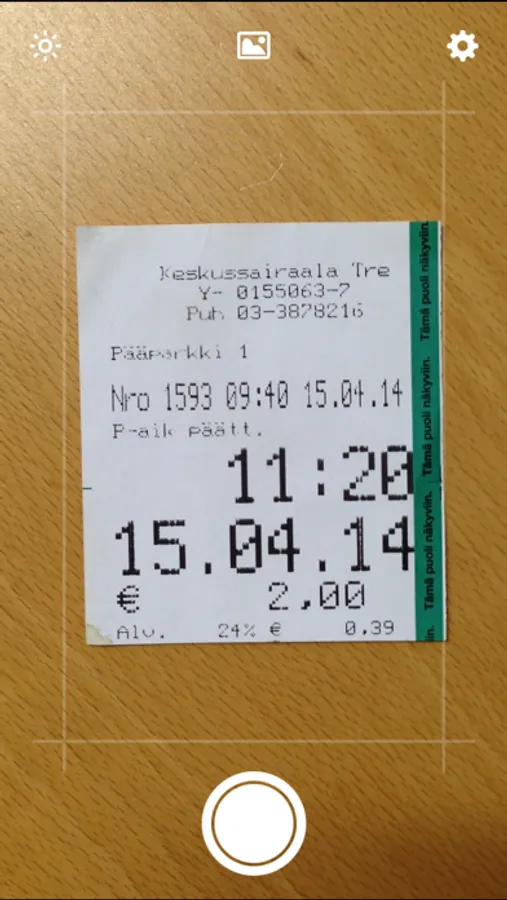 Keskussairaala Tre
Y- 0155063-7
Puh 03-3878216
Pääparkki 1
Nro 1593 09:40 15.04.14
P-aik päätt.
11:20
15.04.14
€ 2,00
Alv. 24% € 0.39
Tämä puoli näkyviin.
Tämä puoli näkyviin.
Tämä puoli näkyviin.
iin.